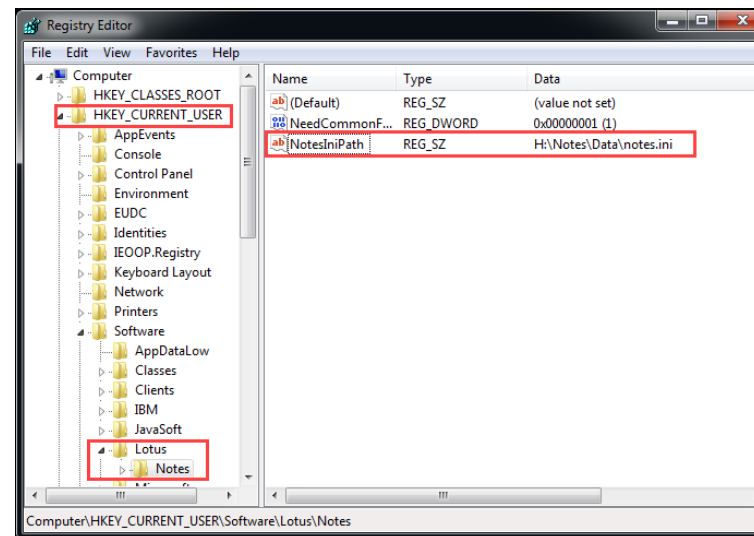 Registry Editor
File Edit View Favorites Help
Computer
HKEY_CLASSES_ROOT
HKEY_CURRENT_USER
AppEvents
Console
Control Panel
Environment
EUDC
Identities
IEOOP.Registry
Keyboard Layout
Network
Printers
Software
AppDataLow
Classes
Clients
IBM
JavaSoft
Lotus
Notes
Name Type Data
(Default) REG_SZ (value not set)
NeedCommonF... REG_DWORD 0x00000001 (1)
NotesIniPath REG_SZ H:\Notes\Data\notes.ini
Computer\HKEY_CURRENT_USER\Software\Lotus\Notes